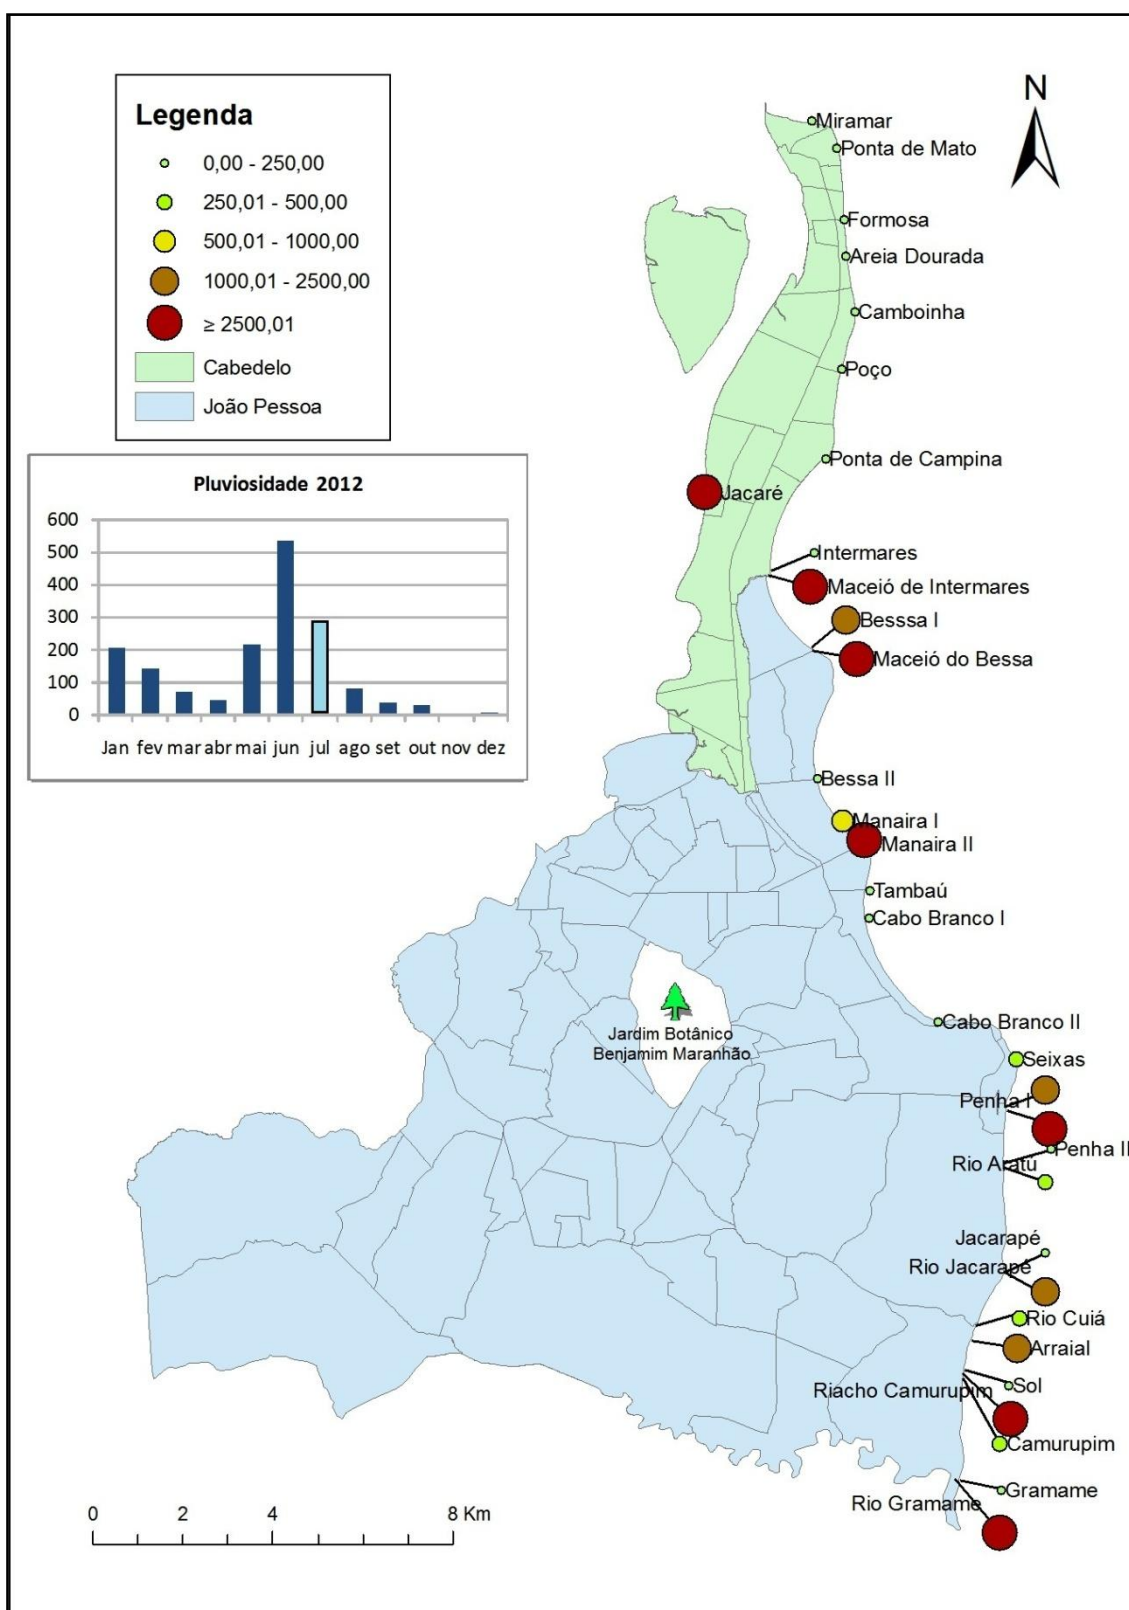 N
Legenda
0,00 - 250,00
250,01 - 500,00
500,01 - 1000,00
1000,01 - 2500,00
≥ 2500,01
Cabedelo
João Pessoa
Pluviosidade 2012
600
500
400
300
200
100
0
Jan fev mar abr mai jun jul ago set out nov dez
Miramar
Ponta de Mato
Formosa
Areia Dourada
Camboinha
Poço
Ponta de Campina
Jacaré
Intermares
Maceió de Intermares
Besssa I
Maceió do Bessa
Bessa II
Manaira I
Manaira II
Tambaú
Cabo Branco I
Jardim Botânico
Benjamim Maranhão
Cabo Branco II
Seixas
Penha I
Penha II
Rio Aratu
Jacarapé
Rio Jacarapé
Rio Cuiá
Arraial
Sol
Riacho Camurupim
Camurupim
Gramame
Rio Gramame
0 2 4 8 Km